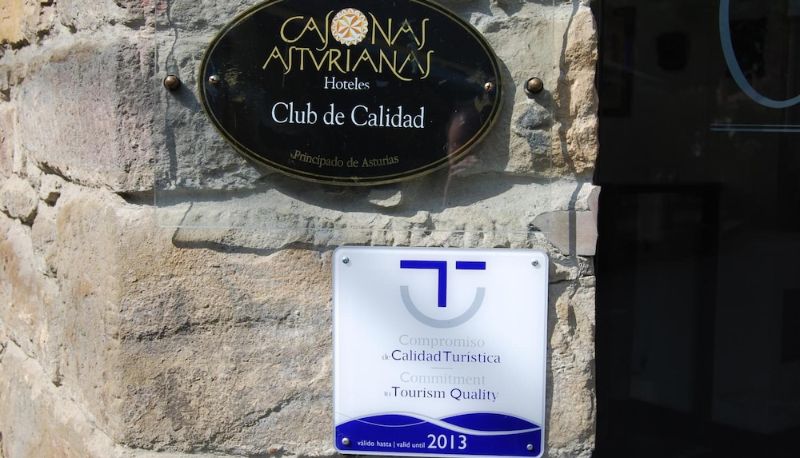 CASONAS
ASTURIANAS
Hoteles
Club de Calidad
Principado de Asturias
Compromiso
de Calidad Turística
Commitment
to Tourism Quality
válido hasta | valid until 2013